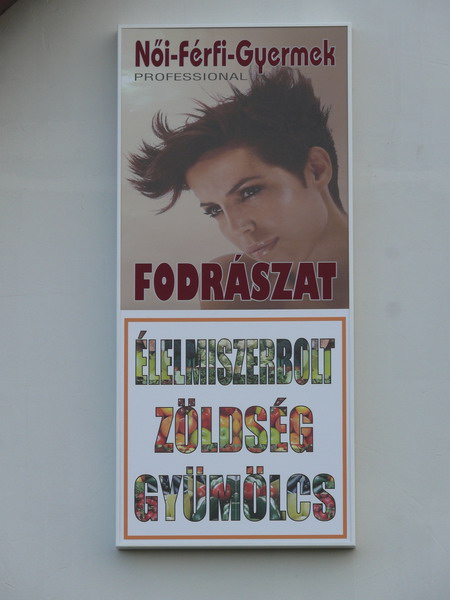 Női-Férfi-Gyermek
PROFESSIONAL
FODRÁSZAT
ÉLELMISZERBOLT
ZÖLDSÉG
GYÜMÖLCS